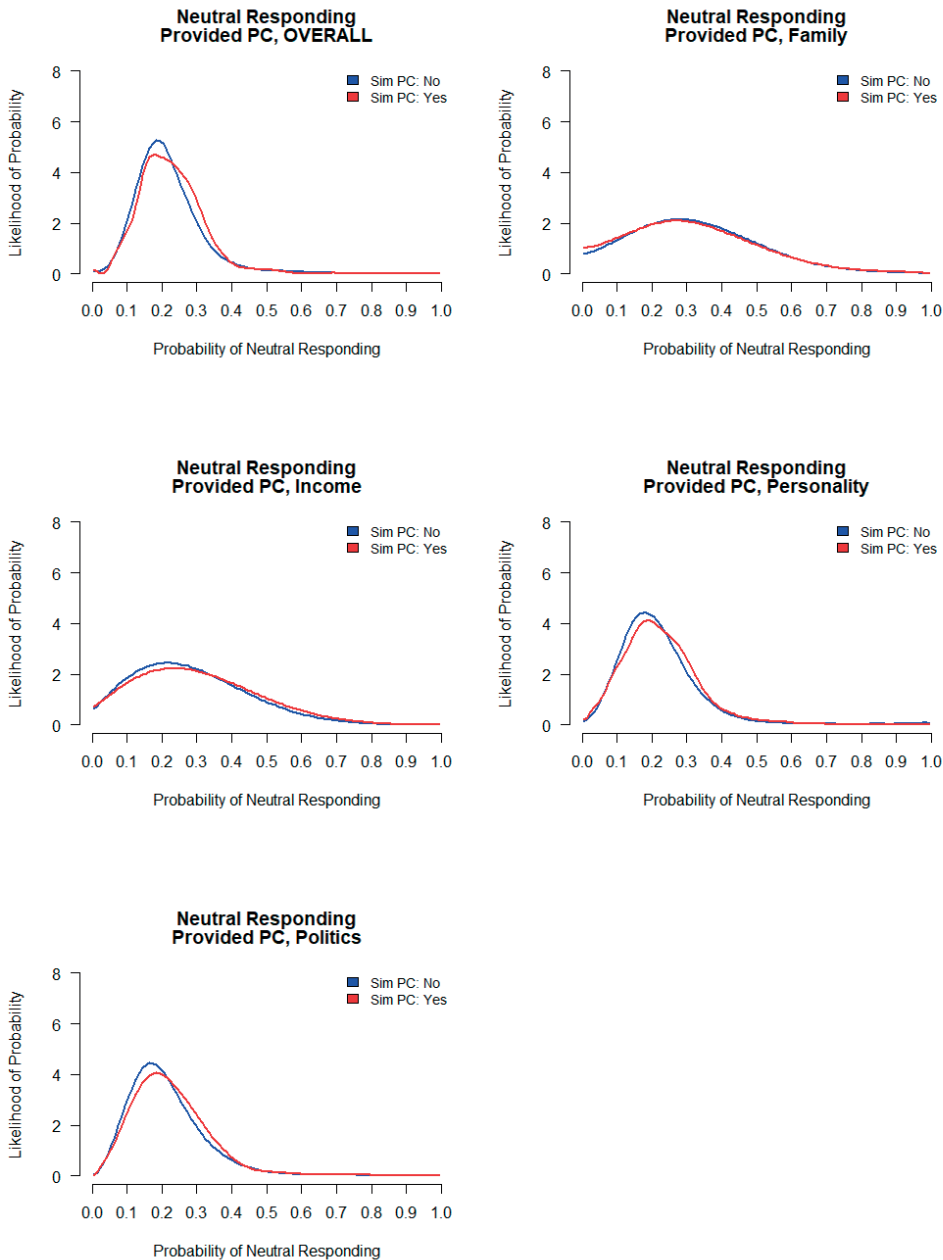 Neutral Responding
Provided PC, OVERALL
Likelihood of Probability
8
6
4
2
0
Sim PC: No
Sim PC: Yes
0.0 0.1 0.2 0.3 0.4 0.5 0.6 0.7 0.8 0.9 1.0
Probability of Neutral Responding
Neutral Responding
Provided PC, Family
Likelihood of Probability
8
6
4
2
0
Sim PC: No
Sim PC: Yes
0.0 0.1 0.2 0.3 0.4 0.5 0.6 0.7 0.8 0.9 1.0
Probability of Neutral Responding
Neutral Responding
Provided PC, Income
Likelihood of Probability
8
6
4
2
0
Sim PC: No
Sim PC: Yes
0.0 0.1 0.2 0.3 0.4 0.5 0.6 0.7 0.8 0.9 1.0
Probability of Neutral Responding
Neutral Responding
Provided PC, Personality
Likelihood of Probability
8
6
4
2
0
Sim PC: No
Sim PC: Yes
0.0 0.1 0.2 0.3 0.4 0.5 0.6 0.7 0.8 0.9 1.0
Probability of Neutral Responding
Neutral Responding
Provided PC, Politics
Likelihood of Probability
8
6
4
2
0
Sim PC: No
Sim PC: Yes
0.0 0.1 0.2 0.3 0.4 0.5 0.6 0.7 0.8 0.9 1.0
Probability of Neutral Responding